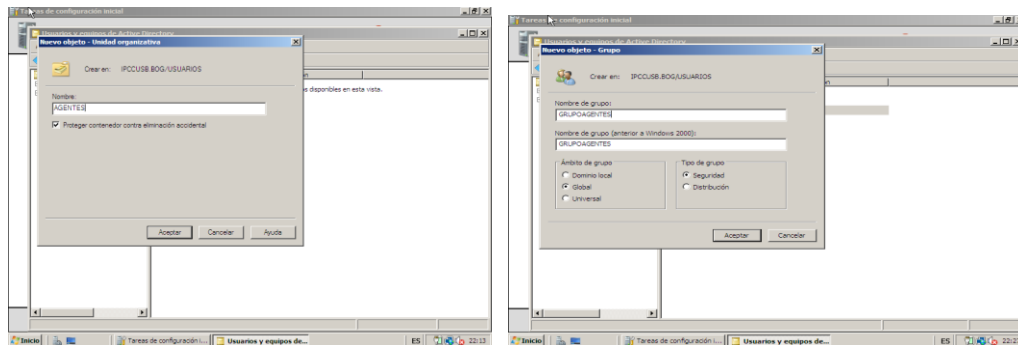 Tareas de configuración inicial
Usuarios y equipos de Active Directory
Nuevo objeto - Unidad organizativa
Crear en: IPCCUSB.BOG/USUARIOS
Nombre:
AGENTES
Proteger contenedor contra eliminación accidental
Aceptar Cancelar Ayuda
disponibles en esta vista.
Inicio Tareas de configuración i... Usuarios y equipos de... ES 22:13
Tareas de configuración inicial
Usuarios y equipos de Active Directory
Nuevo objeto - Grupo
Crear en: IPCCUSB.BOG/USUARIOS
Nombre de grupo:
GRUPOAGENTES
Nombre de grupo (anterior a Windows 2000):
GRUPOAGENTES
Ámbito de grupo
Dominio local
Global
Universal
Tipo de grupo
Seguridad
Distribución
Aceptar Cancelar
Inicio Tareas de configuración i... Usuarios y equipos de... ES